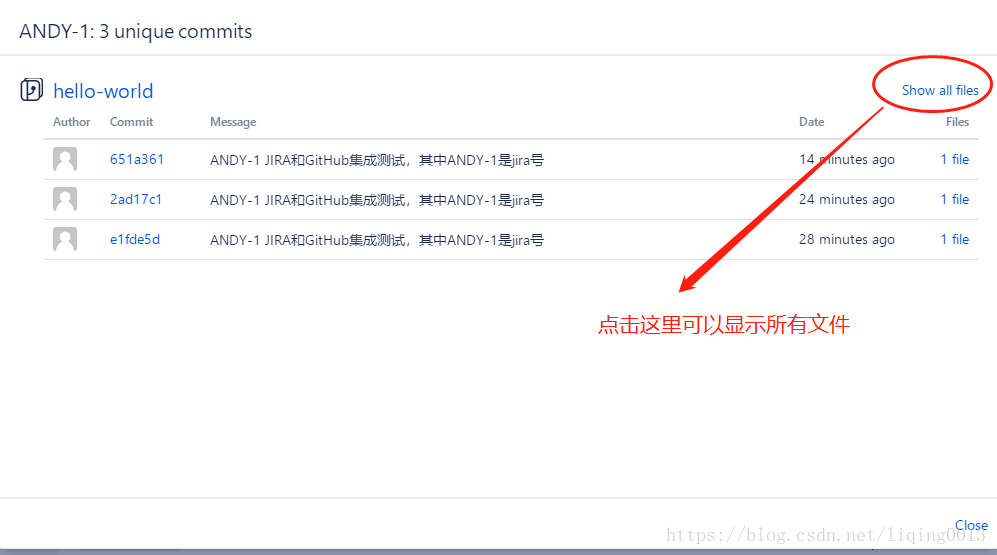 ANDY-1: 3 unique commits
hello-world
Show all files
Author Commit Message Date Files
651a361 ANDY-1 JIRA和GitHub集成测试，其中ANDY-1是jira号 14 minutes ago 1 file
2ad17c1 ANDY-1 JIRA和GitHub集成测试，其中ANDY-1是jira号 24 minutes ago 1 file
e1fde5d ANDY-1 JIRA和GitHub集成测试，其中ANDY-1是jira号 28 minutes ago 1 file
点击这里可以显示所有文件
Close
https://blog.csdn.net/liqing0013